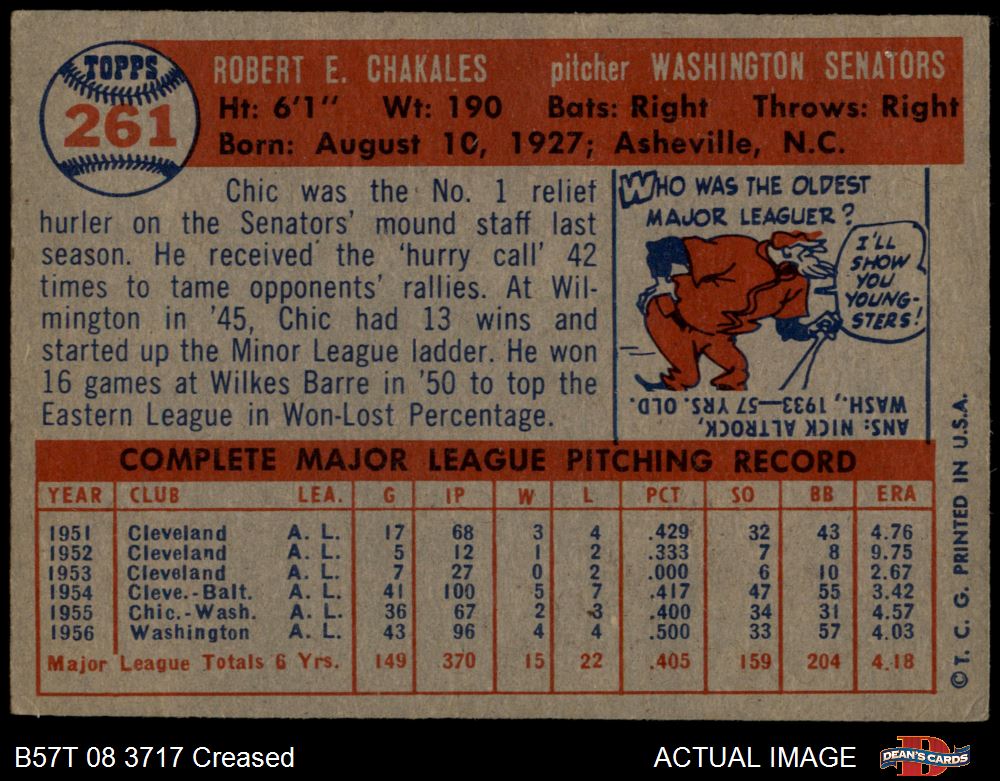 TOPPS
261
ROBERT E. CHAKALES pitcher WASHINGTON SENATORS
Ht: 6'1" Wt: 190 Bats: Right Throws: Right
Born: August 10, 1927; Asheville, N.C.
Chic was the No. 1 relief
hurler on the Senators' mound staff last
season. He received the 'hurry call' 42
times to tame opponents' rallies. At Wil-
mington in '45, Chic had 13 wins and
started up the Minor League ladder. He won
16 games at Wilkes Barre in '50 to top the
Eastern League in Won-Lost Percentage.
WHO WAS THE OLDEST
MAJOR LEAGUER?
I'LL
SHOW
YOU
YOUNG-
STERS!
ANS: NICK ALTROCK,
WASH., 1933—57 YRS. OLD.
COMPLETE MAJOR LEAGUE PITCHING RECORD
YEAR CLUB LEA. G IP W L PCT SO BB ERA
1951 Cleveland A. L. 17 68 3 4 .429 32 43 4.76
1952 Cleveland A. L. 5 12 1 2 .333 7 8 9.75
1953 Cleveland A. L. 7 27 0 2 .000 6 10 2.67
1954 Cleve.-Balt. A. L. 41 100 5 7 .417 47 55 3.42
1955 Chic.-Wash. A. L. 36 67 2 3 .400 34 31 4.57
1956 Washington A. L. 43 96 4 4 .500 33 57 4.03
Major League Totals 6 Yrs. 149 370 15 22 .405 159 204 4.18
© T. C. G. PRINTED IN U.S.A.
B57T 08 3717 Creased
ACTUAL IMAGE
D
DEAN'S CARDS